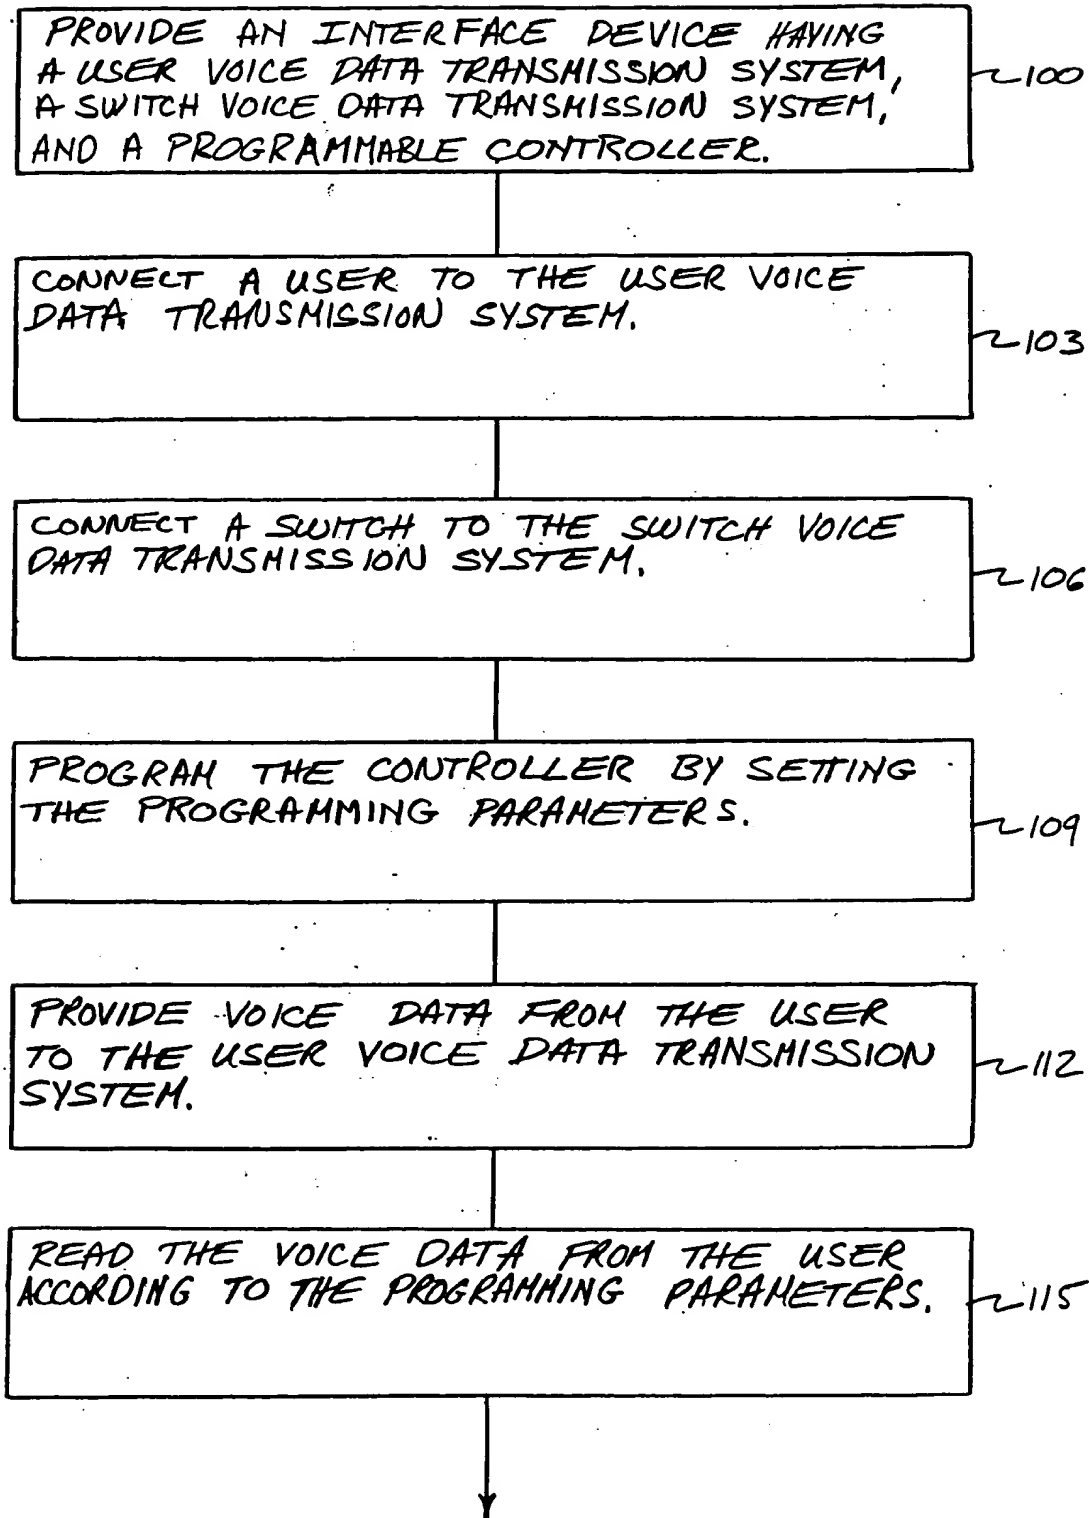 PROVIDE AN INTERFACE DEVICE HAVING
A USER VOICE DATA TRANSMISSION SYSTEM,
A SWITCH VOICE DATA TRANSMISSION SYSTEM,
AND A PROGRAMMABLE CONTROLLER.
100
CONNECT A USER TO THE USER VOICE
DATA TRANSMISSION SYSTEM.
103
CONNECT A SWITCH TO THE SWITCH VOICE
DATA TRANSMISSION SYSTEM.
106
PROGRAM THE CONTROLLER BY SETTING
THE PROGRAMMING PARAMETERS.
109
PROVIDE VOICE DATA FROM THE USER
TO THE USER VOICE DATA TRANSMISSION
SYSTEM.
112
READ THE VOICE DATA FROM THE USER
ACCORDING TO THE PROGRAMMING PARAMETERS.
115